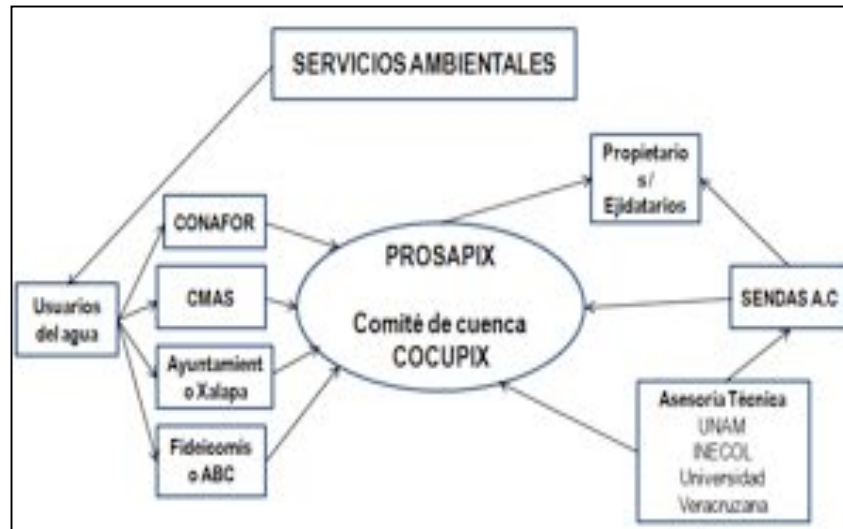 SERVICIOS AMBIENTALES
Propietario
s /
Ejidatarios
CONAFOR
PROSAPIX
Usuarios
del agua
CMAS
SENDAS A.C
Comité de cuenca
COCUPIX
Ayuntamient
o Xalapa
Fideicomis
o ABC
Asesoría Técnica
UNAM
INECOL
Universidad
Veracruzana